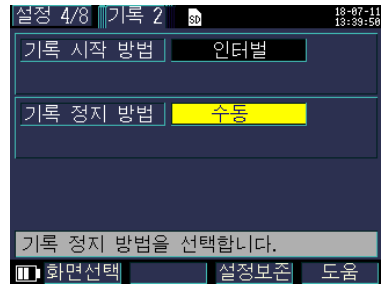 설정 4/8 기록 2 SD 18-07-11
13:39:50
기록 시작 방법 인터벌
기록 정지 방법 수동
기록 정지 방법을 선택합니다.
화면선택 설정보존 도움